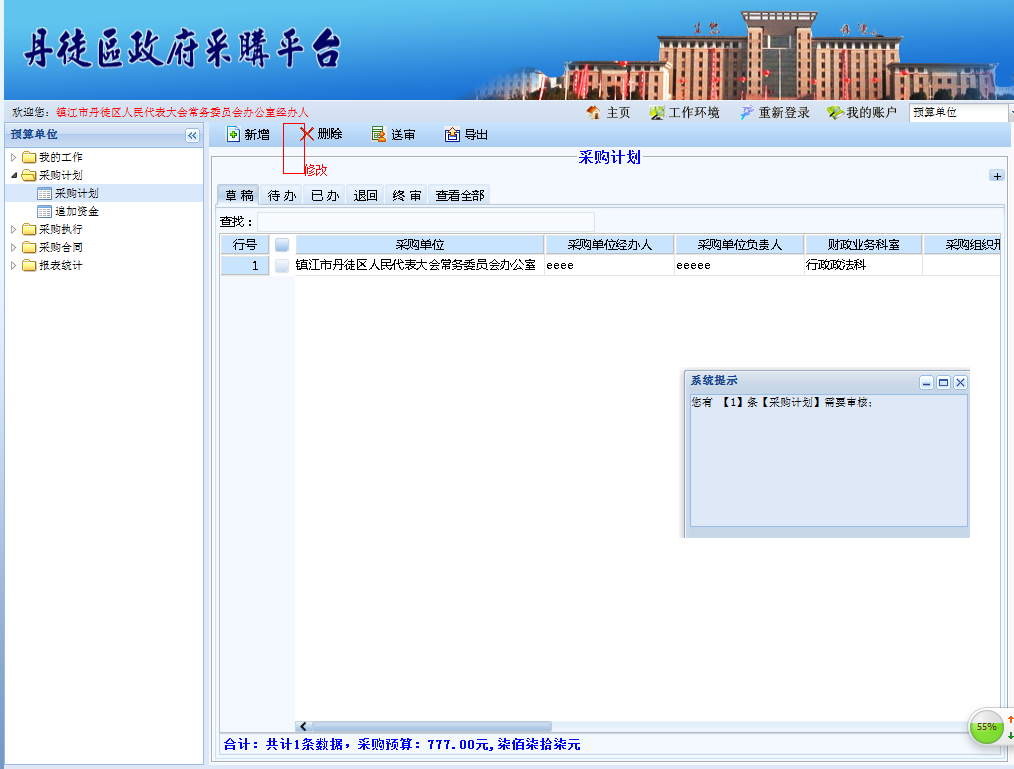 丹徒區政府采購平台
欢迎您: 镇江市丹徒区人民代表大会常务委员会办公室经办人
主页 工作环境 重新登录 我的账户 预算单位
预算单位
我的工作
采购计划
采购计划
追加资金
采购执行
采购合同
报表统计
新增 删除 送审 导出
修改
采购计划
草稿 待办 已办 退回 终审 查看全部
查找：
行号 采购单位 采购单位经办人 采购单位负责人 财政业务科室 采购组织形
1 镇江市丹徒区人民代表大会常务委员会办公室 eeee eeeee 行政政法科
系统提示
您有 【1】条【采购计划】需要审核;
合计: 共计1条数据, 采购预算: 777.00元, 柒佰柒拾柒元
55%